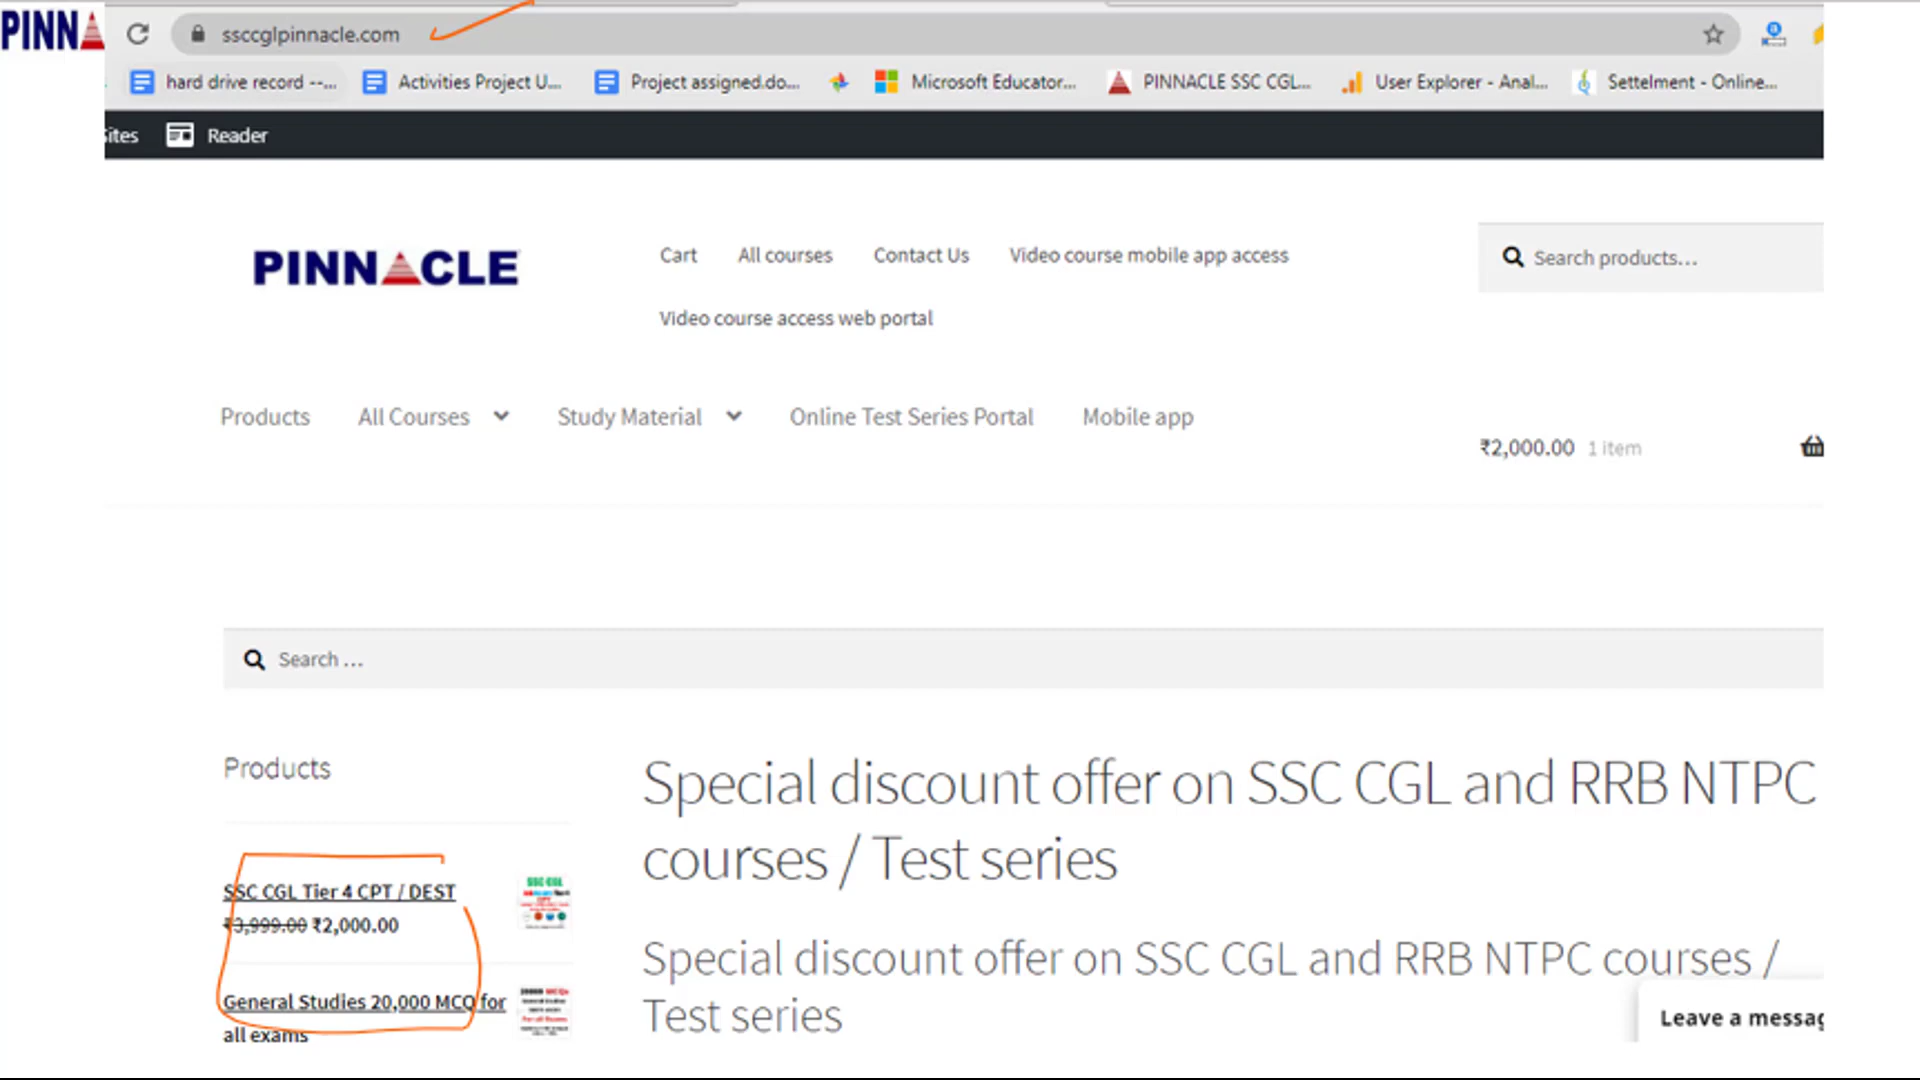 PINNA
ssccglpinnacle.com
hard drive record --... Activities Project U... Project assigned.do... Microsoft Educator... PINNACLE SSC CGL... User Explorer - Anal... Settelment - Online...
Sites Reader
PINNACLE
Cart All courses Contact Us Video course mobile app access
Search products...
Video course access web portal
Products All Courses Study Material Online Test Series Portal Mobile app
₹2,000.00 1 item
Search ...
Products
Special discount offer on SSC CGL and RRB NTPC
courses / Test series
SSC CGL Tier 4 CPT / DEST
₹3,999.00 ₹2,000.00
SSC CGL
Special discount offer on SSC CGL and RRB NTPC courses /
Test series
General Studies 20,000 MCQ for
all exams
Leave a messag